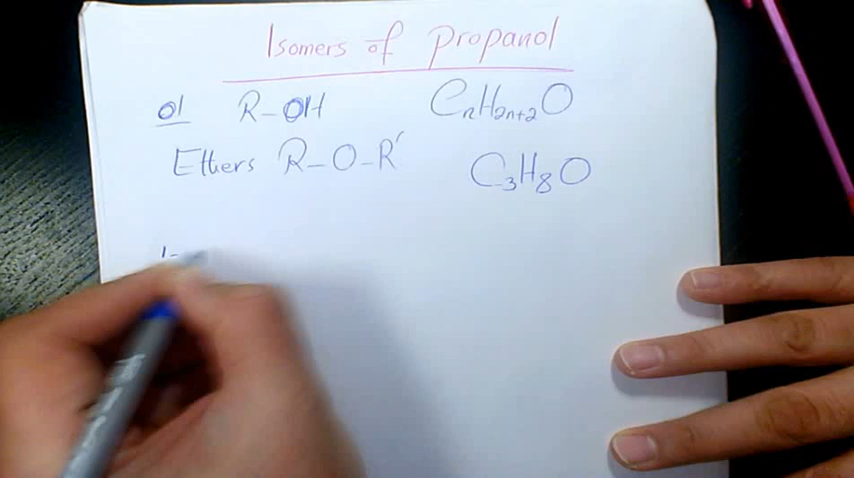 Isomers of propanol
ol R-OH CnH2n+2O
Ethers R-O-R'
C3H8O